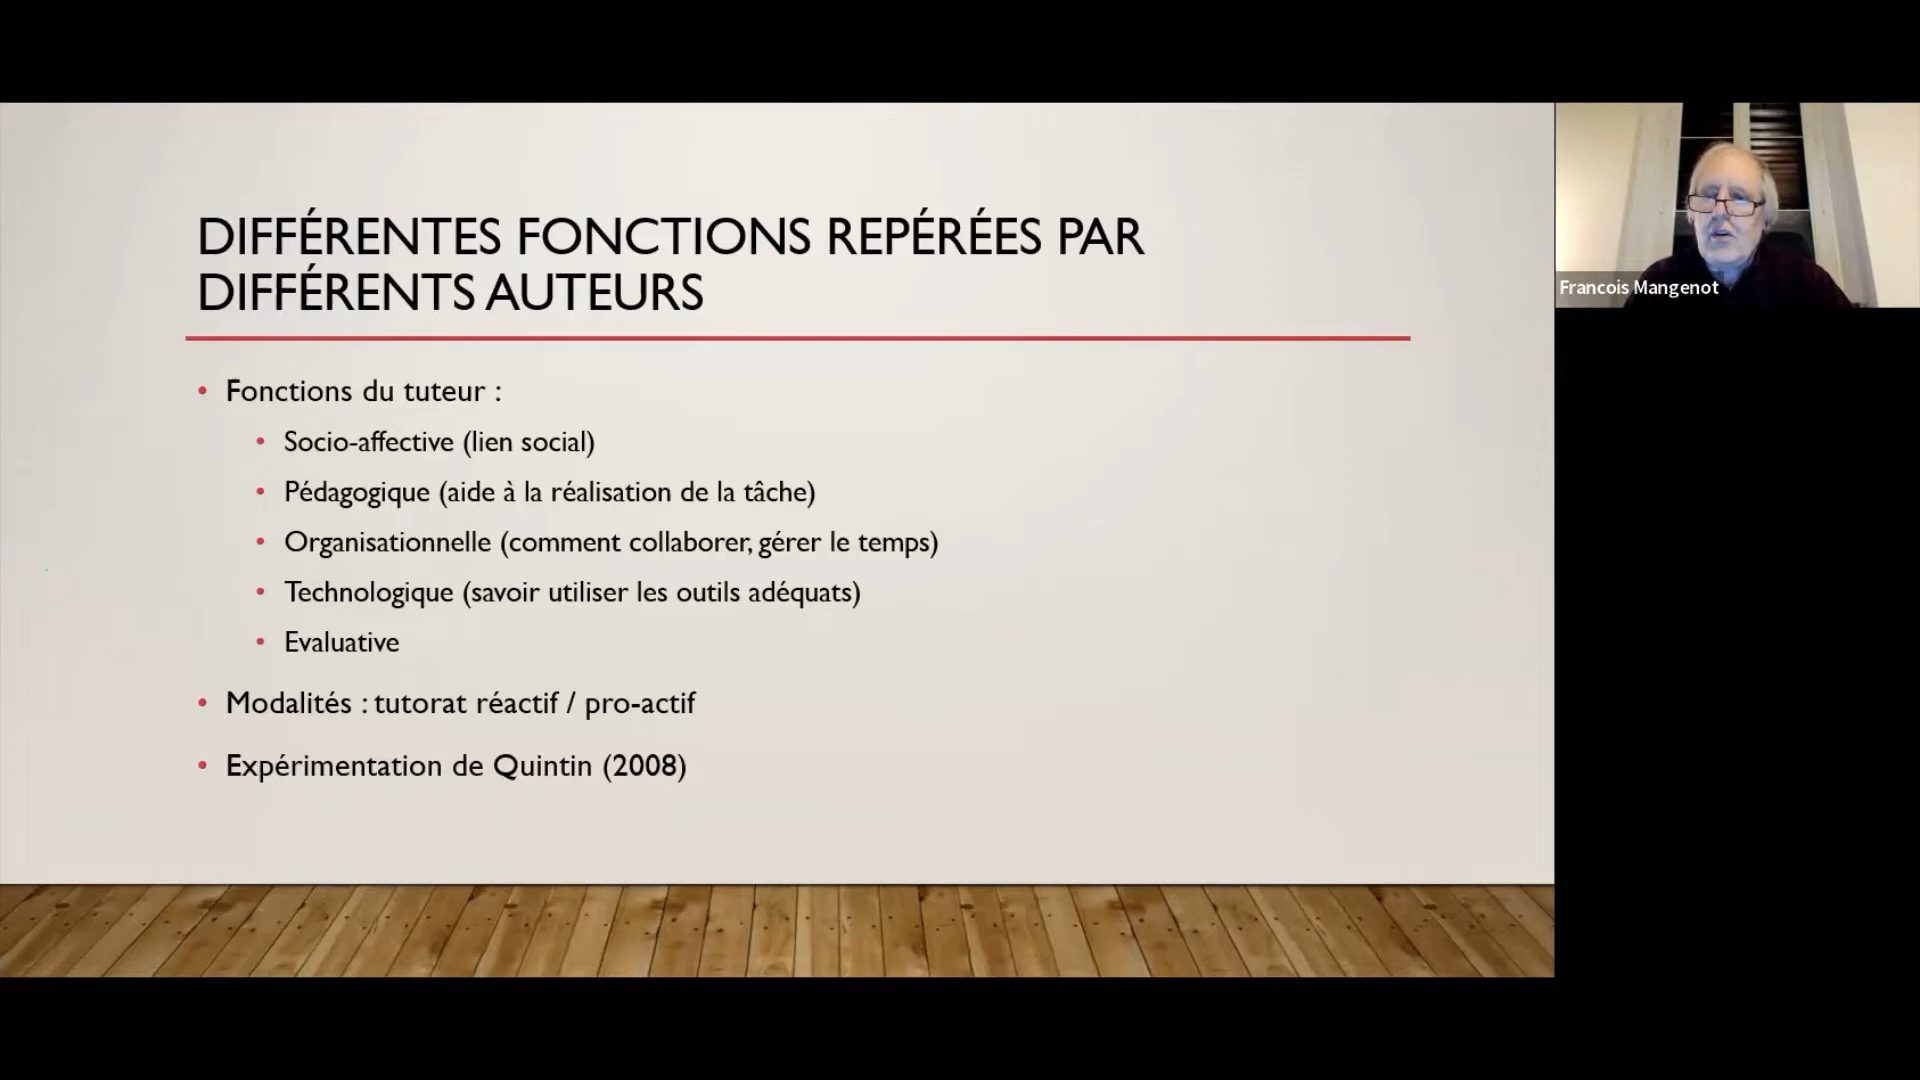 DIFFÉRENTES FONCTIONS REPÉRÉES PAR
DIFFÉRENTS AUTEURS
• Fonctions du tuteur :
• Socio-affective (lien social)
• Pédagogique (aide à la réalisation de la tâche)
• Organisationnelle (comment collaborer, gérer le temps)
• Technologique (savoir utiliser les outils adéquats)
• Evaluative
• Modalités : tutorat réactif / pro-actif
• Expérimentation de Quintin (2008)
Francois Mangenot